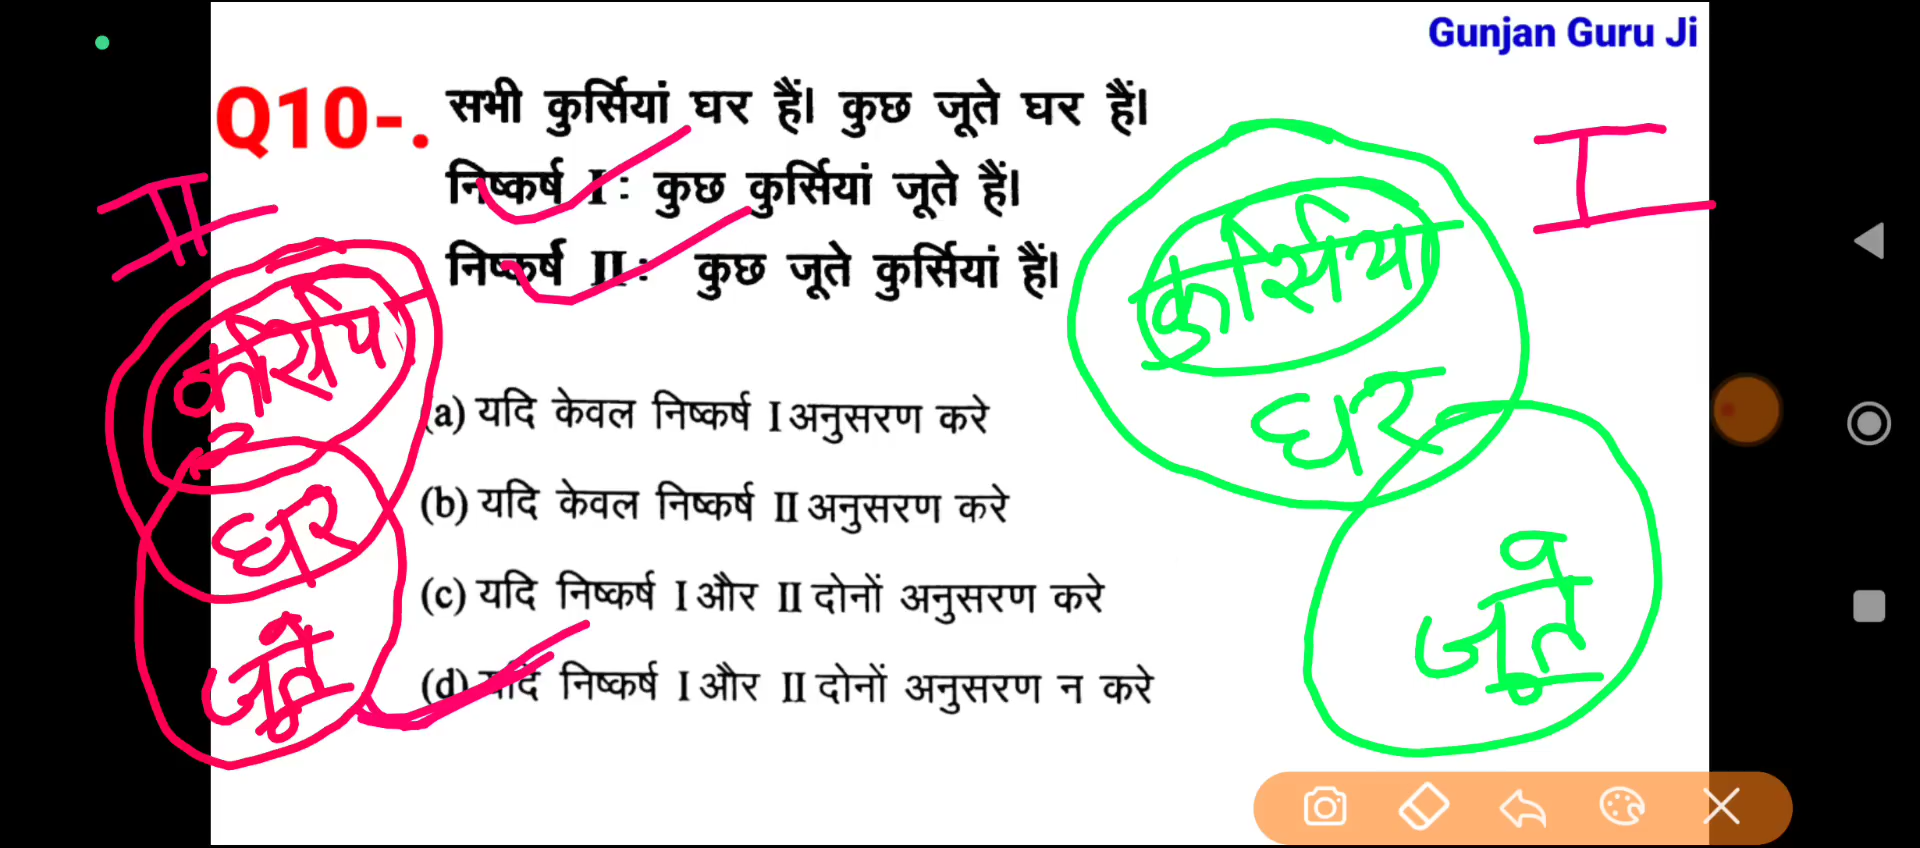 Gunjan Guru Ji
Q10-. सभी कुर्सियां घर हैं। कुछ जूते घर हैं।
निष्कर्ष I : कुछ कुर्सियां जूते हैं।
निष्कर्ष II : कुछ जूते कुर्सियां हैं।
(a) यदि केवल निष्कर्ष I अनुसरण करे
(b) यदि केवल निष्कर्ष II अनुसरण करे
(c) यदि निष्कर्ष I और II दोनों अनुसरण करे
(d) यदि निष्कर्ष I और II दोनों अनुसरण न करे
II
घर
जूते
I
कुर्सिया
घर
जूते